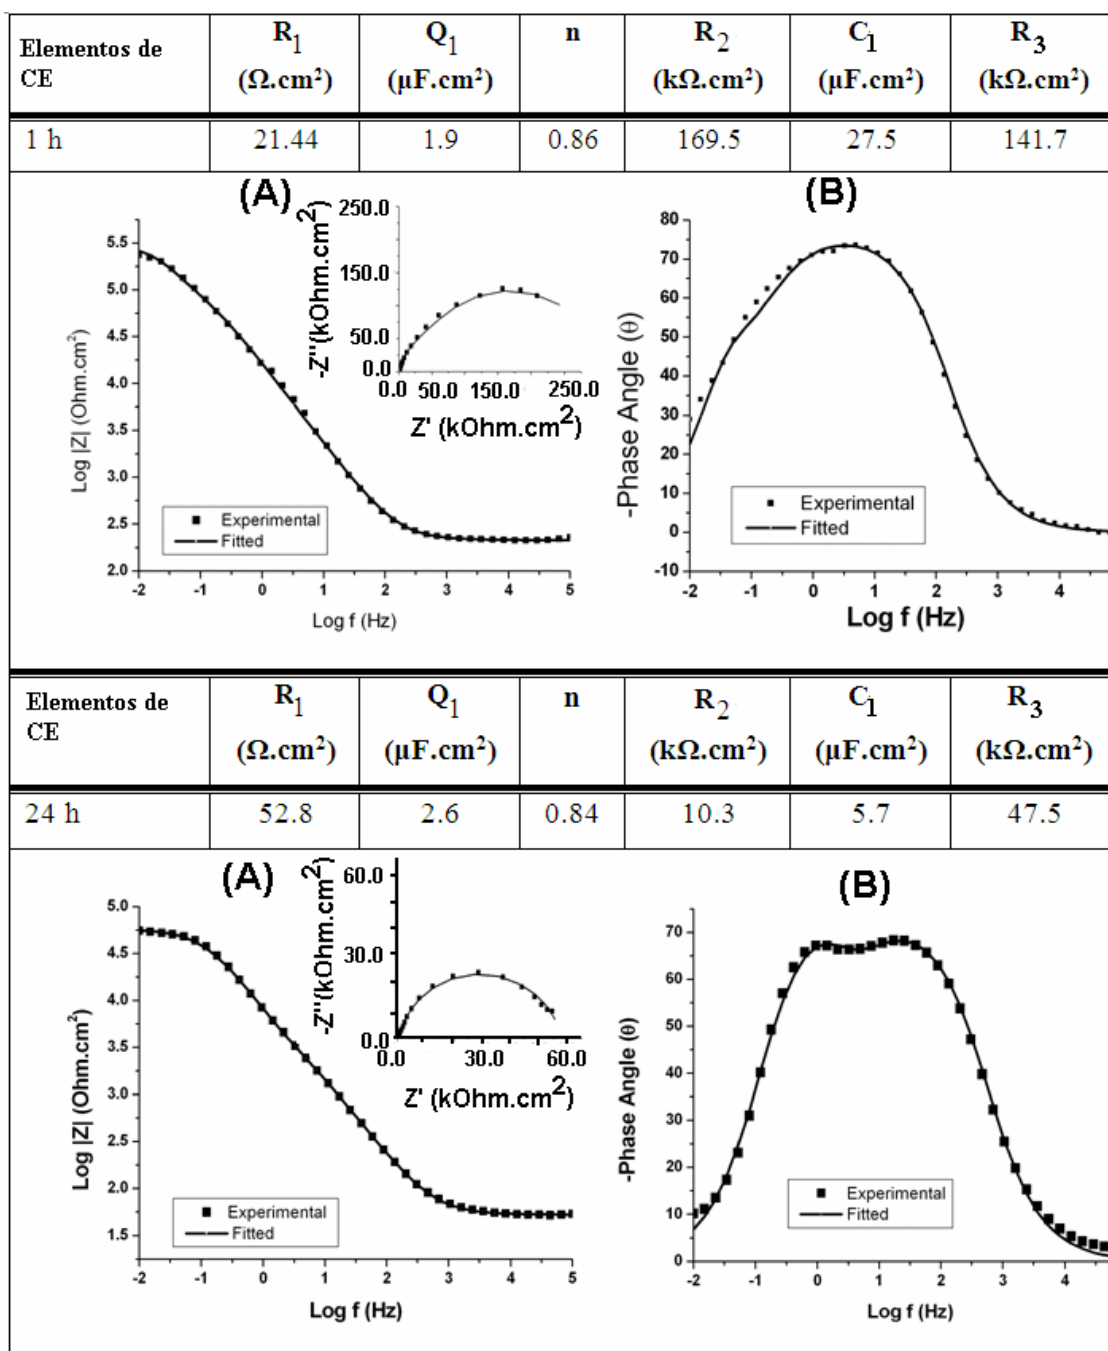 Elementos de CE R1 (Ω.cm²) Q1 (µF.cm²) n R2 (kΩ.cm²) C1 (µF.cm²) R3 (kΩ.cm²)
1 h 21.44 1.9 0.86 169.5 27.5 141.7
(A)
Log |Z| (Ohm.cm²)
5.5
5.0
4.5
4.0
3.5
3.0
2.5
2.0
-2 -1 0 1 2 3 4 5
Log f (Hz)
Experimental
Fitted
-Z''(kOhm.cm²)
250.0
150.0
50.0
0.0
0.0 50.0 150.0 250.0
Z' (kOhm.cm²)
(B)
-Phase Angle (θ)
80
70
60
50
40
30
20
10
0
-10
-2 -1 0 1 2 3 4
Log f (Hz)
Experimental
Fitted
Elementos de CE R1 (Ω.cm²) Q1 (µF.cm²) n R2 (kΩ.cm²) C1 (µF.cm²) R3 (kΩ.cm²)
24 h 52.8 2.6 0.84 10.3 5.7 47.5
(A)
Log |Z| (Ohm.cm²)
5.0
4.5
4.0
3.5
3.0
2.5
2.0
1.5
-2 -1 0 1 2 3 4 5
Log f (Hz)
Experimental
Fitted
-Z''(kOhm.cm²)
60.0
30.0
0.0
0.0 30.0 60.0
Z' (kOhm.cm²)
(B)
-Phase Angle (θ)
70
60
50
40
30
20
10
0
-2 -1 0 1 2 3 4
Log f (Hz)
Experimental
Fitted